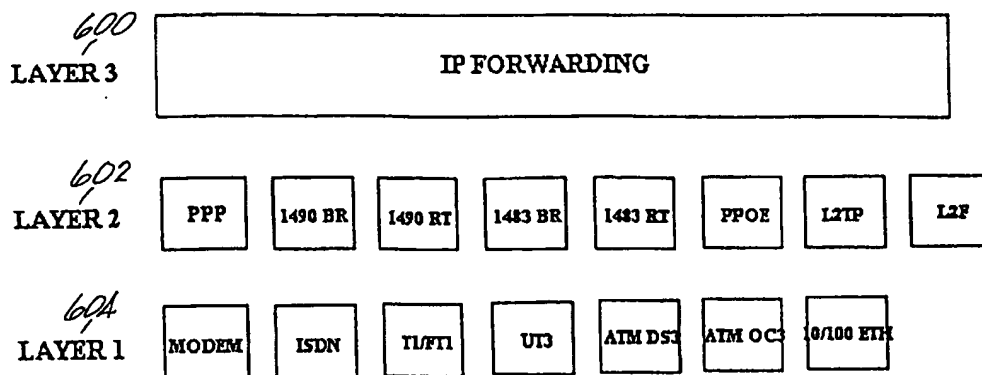 600
LAYER 3
IP FORWARDING
602
LAYER 2
PPP
1490 BR
1490 RT
1483 BR
1483 RT
PPOE
L2TP
L2F
604
LAYER 1
MODEM
ISDN
T1/FT1
UT3
ATM DS3
ATM OC3
10/100 ETH